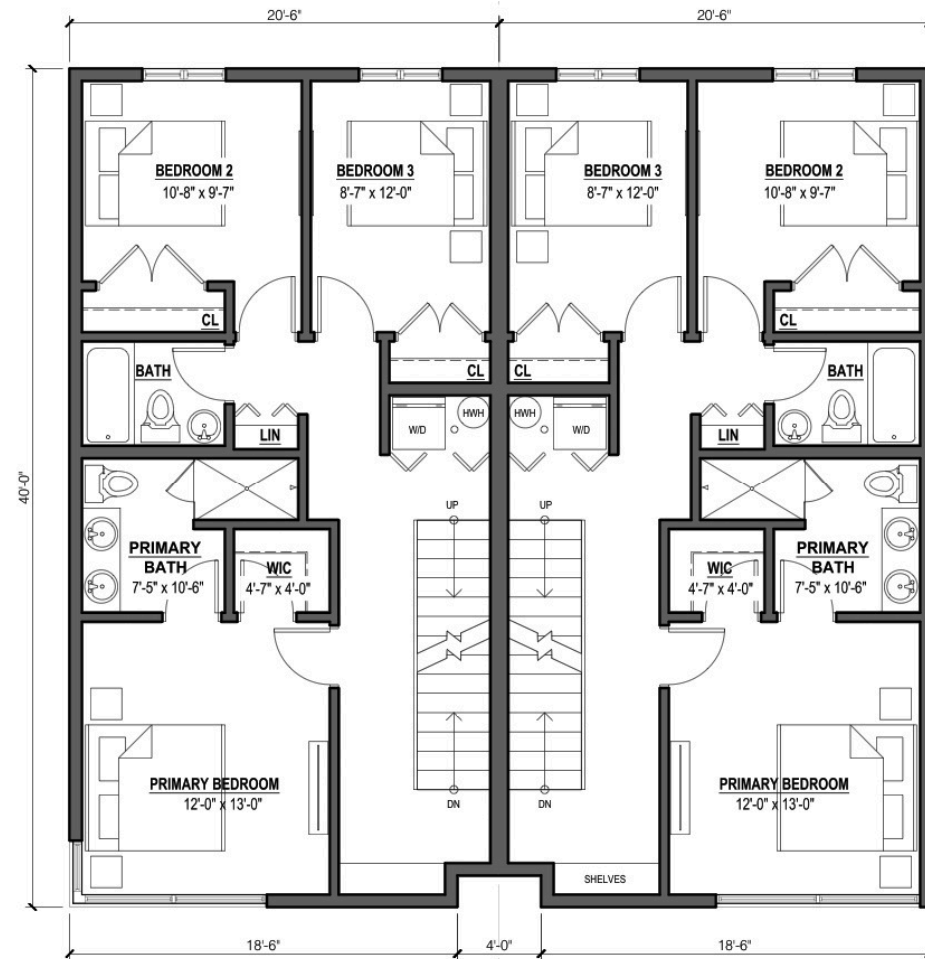 20'-6" 20'-6"
BEDROOM 2 BEDROOM 3 BEDROOM 3 BEDROOM 2
10'-8" x 9'-7" 8'-7" x 12'-0" 8'-7" x 12'-0" 10'-8" x 9'-7"
CL CL
CL CL
BATH BATH
HWH HWH
W/D W/D
LIN LIN
40'-0"
UP UP
PRIMARY PRIMARY
BATH BATH
7'-5" x 10'-6" 7'-5" x 10'-6"
WIC WIC
4'-7" x 4'-0" 4'-7" x 4'-0"
PRIMARY BEDROOM PRIMARY BEDROOM
12'-0" x 13'-0" 12'-0" x 13'-0"
DN DN
SHELVES
18'-6" 4'-0" 18'-6"